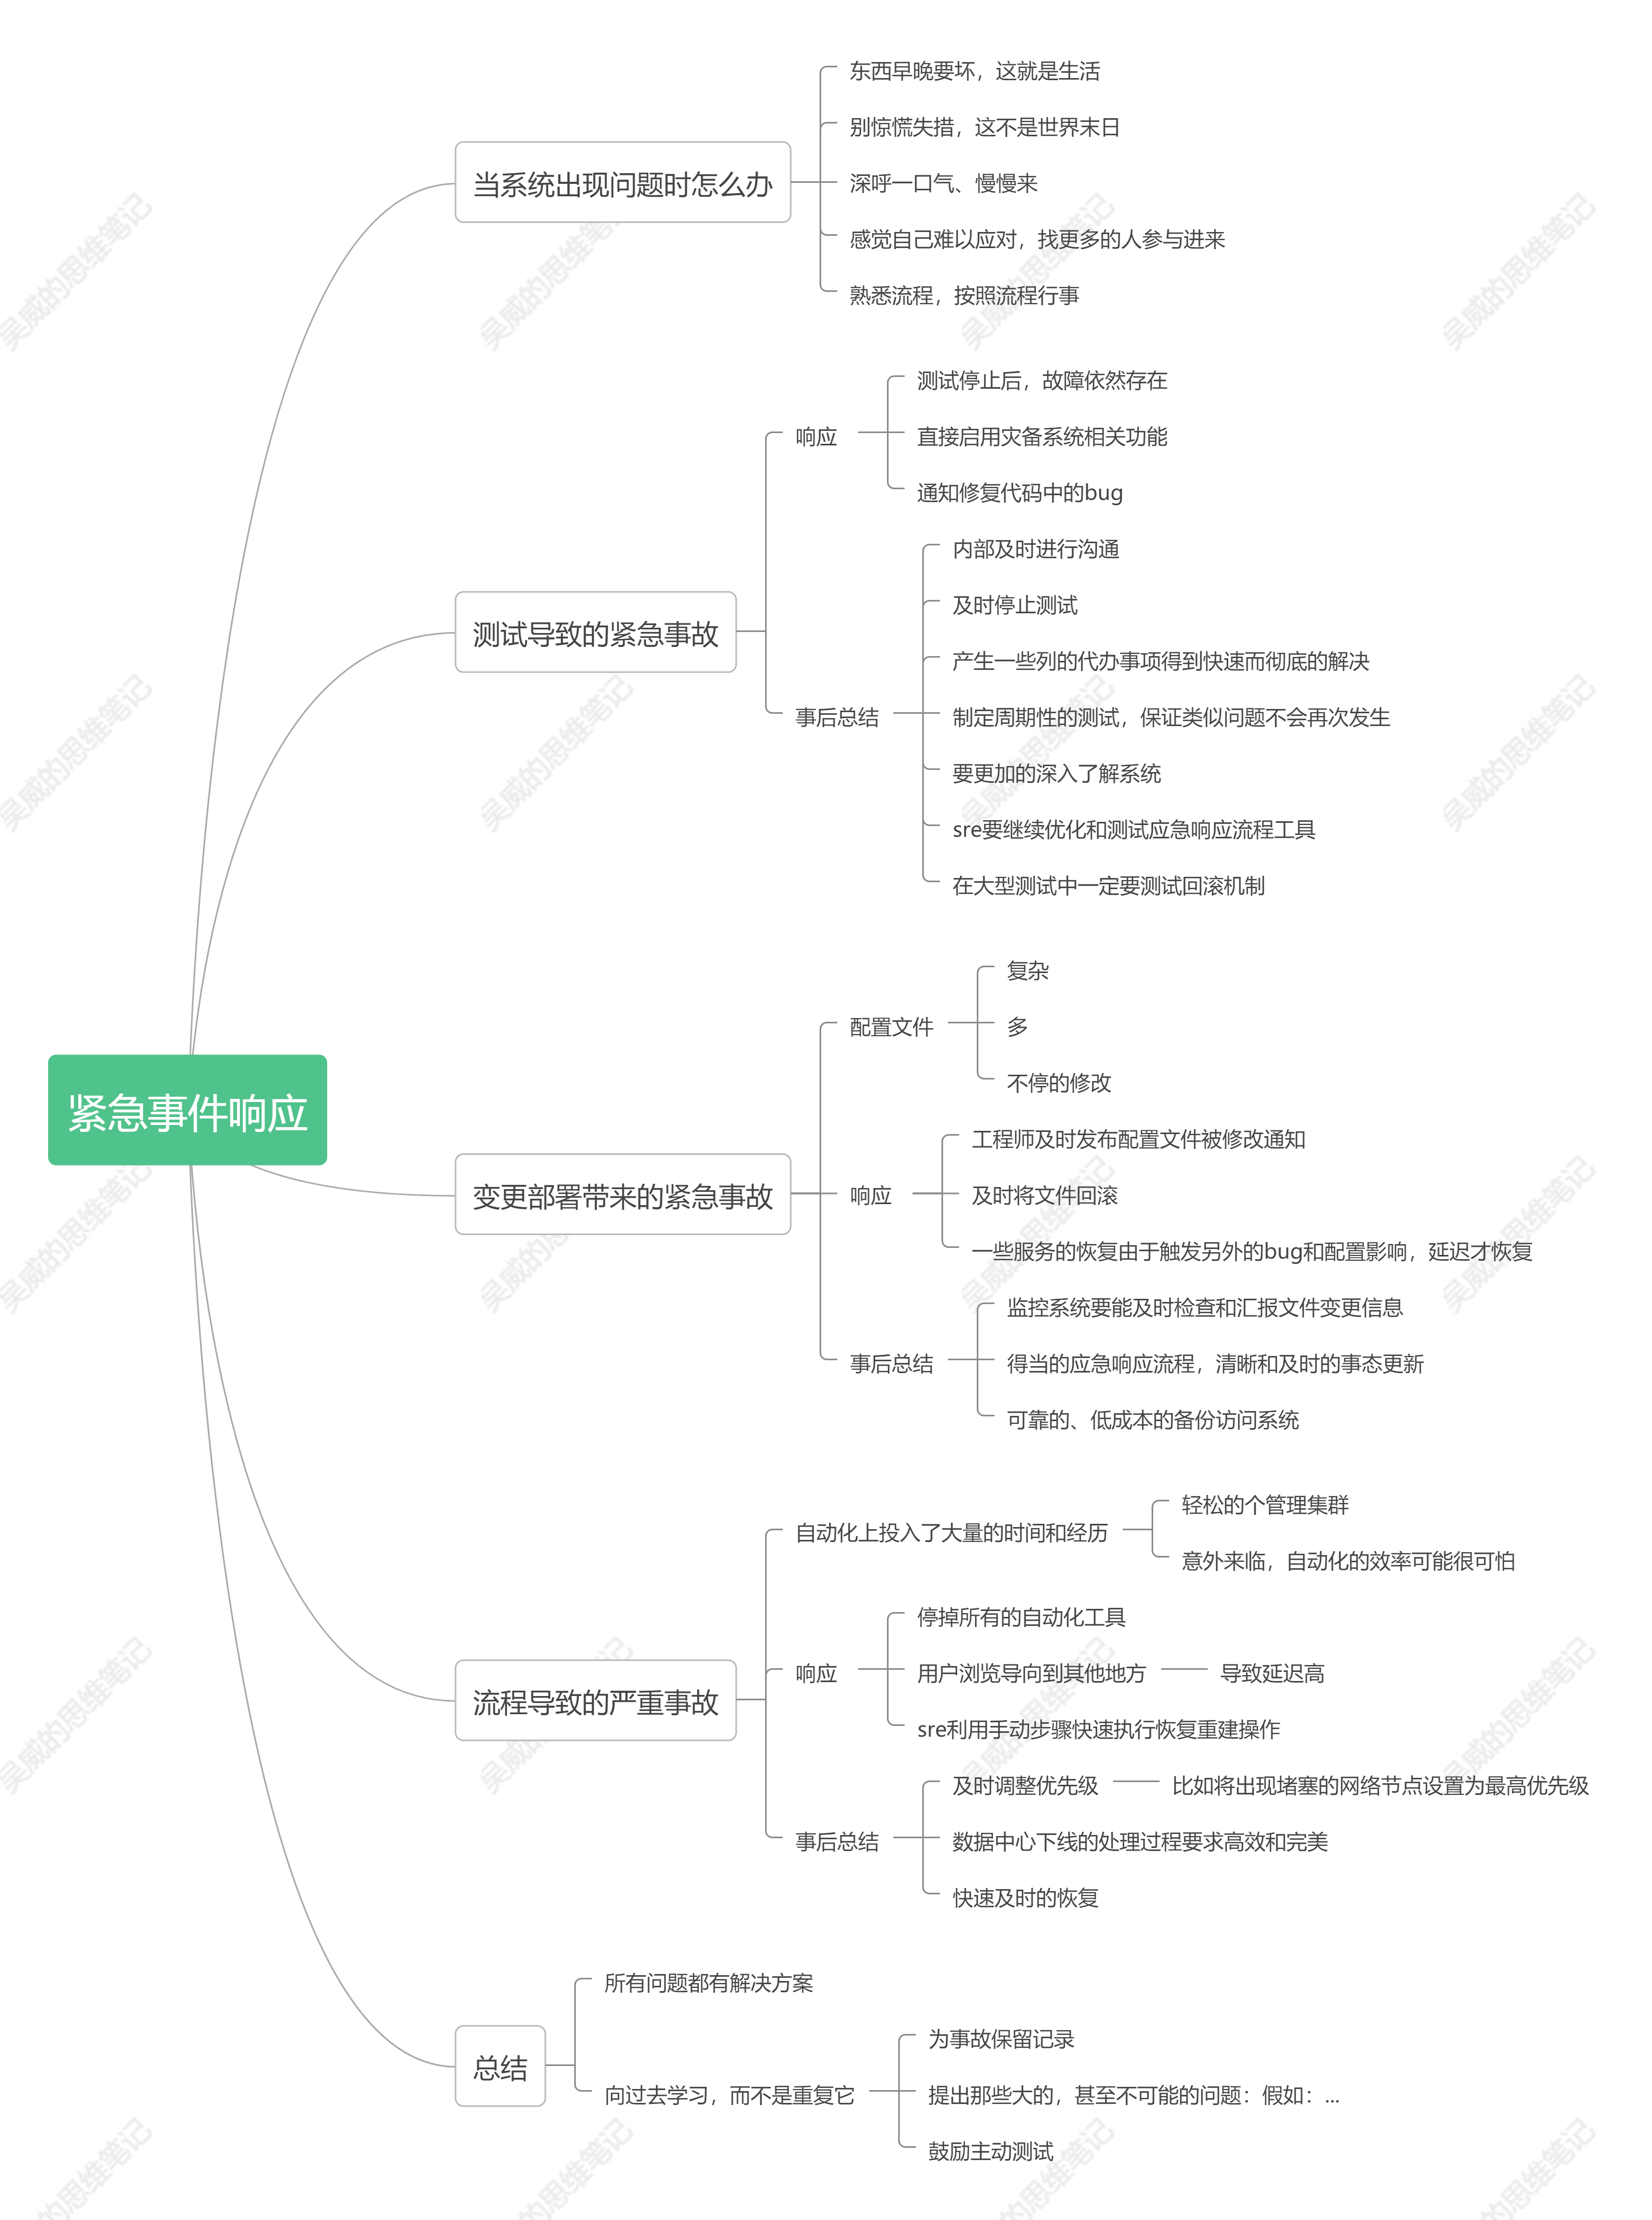 紧急事件响应
当系统出现问题时怎么办
东西早晚要坏，这就是生活
别惊慌失措，这不是世界末日
深呼一口气、慢慢来
感觉自己难以应对，找更多的人参与进来
熟悉流程，按照流程行事
测试导致的紧急事故
响应
测试停止后，故障依然存在
直接启用灾备系统相关功能
通知修复代码中的bug
事后总结
内部及时进行沟通
及时停止测试
产生一些列的代办事项得到快速而彻底的解决
制定周期性的测试，保证类似问题不会再次发生
要更加的深入了解系统
sre要继续优化和测试应急响应流程工具
在大型测试中一定要测试回滚机制
变更部署带来的紧急事故
配置文件
复杂
多
不停的修改
响应
工程师及时发布配置文件被修改通知
及时将文件回滚
一些服务的恢复由于触发另外的bug和配置影响，延迟才恢复
事后总结
监控系统要能及时检查和汇报文件变更信息
得当的应急响应流程，清晰和及时的事态更新
可靠的、低成本的备份访问系统
流程导致的严重事故
自动化上投入了大量的时间和经历
轻松的个管理集群
意外来临，自动化的效率可能很可怕
响应
停掉所有的自动化工具
用户浏览导向到其他地方
导致延迟高
sre利用手动步骤快速执行恢复重建操作
事后总结
及时调整优先级
比如将出现堵塞的网络节点设置为最高优先级
数据中心下线的处理过程要求高效和完美
快速及时的恢复
总结
所有问题都有解决方案
向过去学习，而不是重复它
为事故保留记录
提出那些大的，甚至不可能的问题：假如：...
鼓励主动测试
吴威的思维笔记